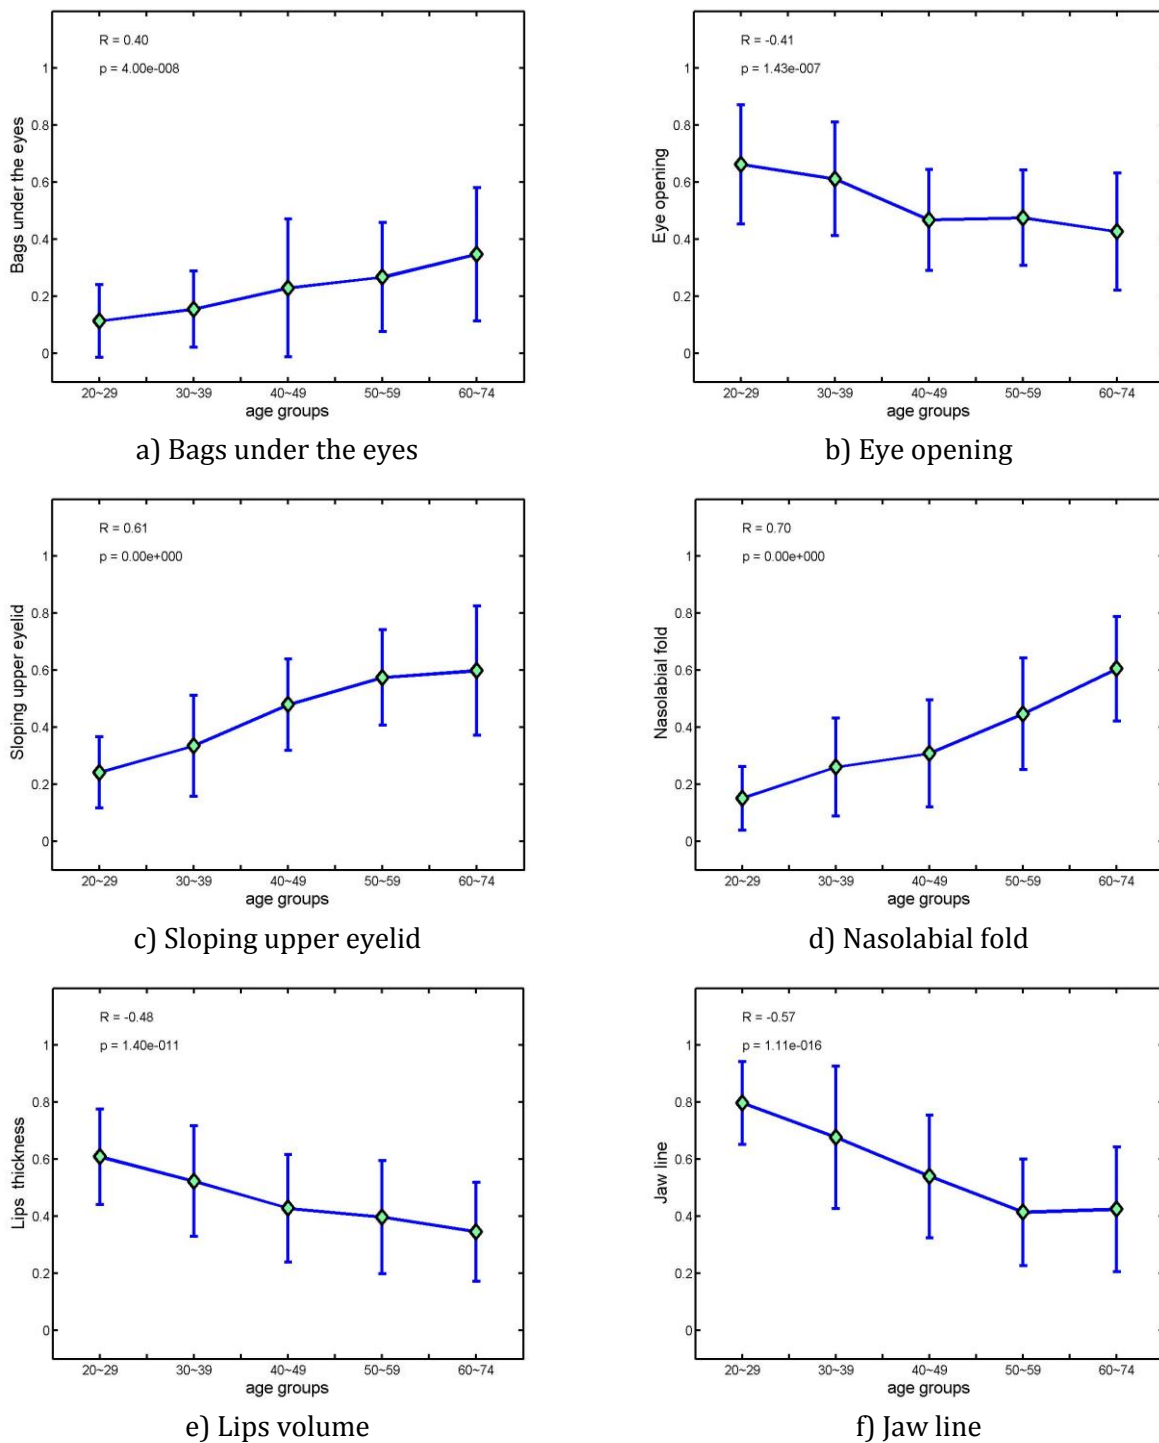 R = 0.40
p = 4.00e-008
1
0.8
0.6
0.4
0.2
0
Bags under the eyes
20~29 30~39 40~49 50~59 60~74
age groups
a) Bags under the eyes
R = -0.41
p = 1.43e-007
1
0.8
0.6
0.4
0.2
0
Eye opening
20~29 30~39 40~49 50~59 60~74
age groups
b) Eye opening
R = 0.61
p = 0.00e+000
1
0.8
0.6
0.4
0.2
0
Sloping upper eyelid
20~29 30~39 40~49 50~59 60~74
age groups
c) Sloping upper eyelid
R = 0.70
p = 0.00e+000
1
0.8
0.6
0.4
0.2
0
Nasolabial fold
20~29 30~39 40~49 50~59 60~74
age groups
d) Nasolabial fold
R = -0.48
p = 1.40e-011
1
0.8
0.6
0.4
0.2
0
Lips thickness
20~29 30~39 40~49 50~59 60~74
age groups
e) Lips volume
R = -0.57
p = 1.11e-016
1
0.8
0.6
0.4
0.2
0
Jaw line
20~29 30~39 40~49 50~59 60~74
age groups
f) Jaw line